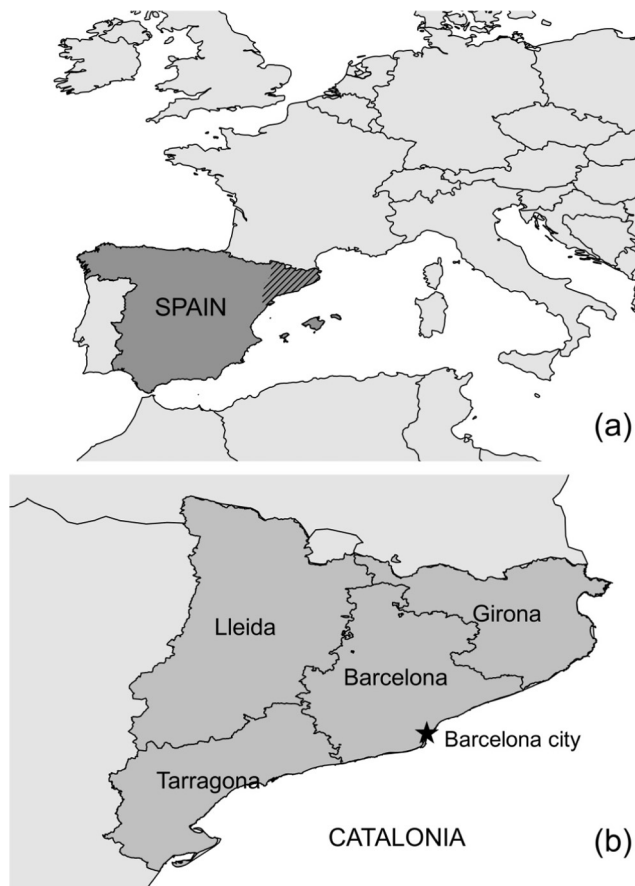 SPAIN
(a)
Lleida
Girona
Barcelona
Barcelona city
Tarragona
CATALONIA
(b)